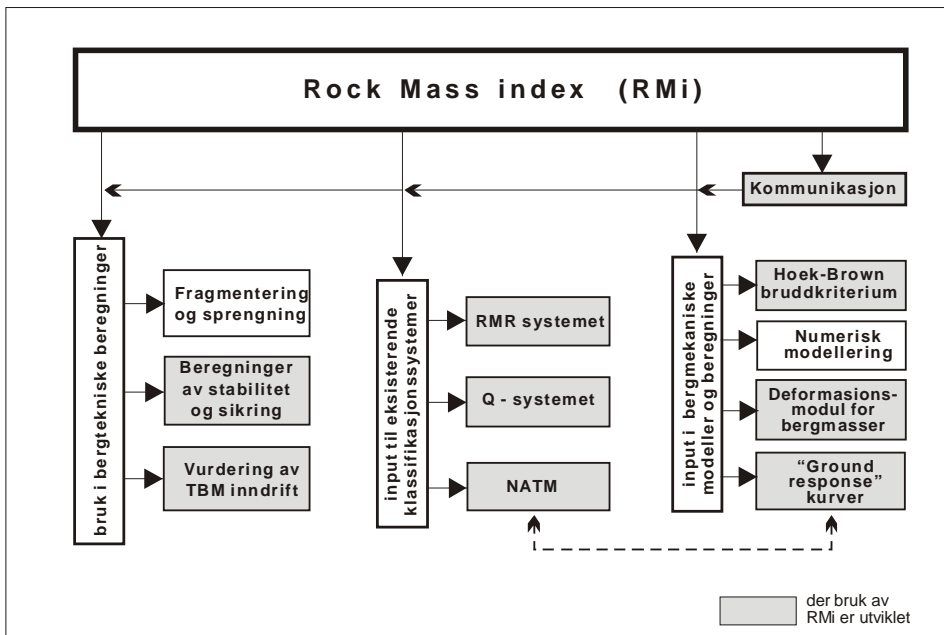 Rock Mass index (RMi)
Kommunikasjon
bruk i bergtekniske beregninger
Fragmentering
og sprengning
Beregninger
av stabilitet
og sikring
Vurdering av
TBM inndrift
input til eksisterende
klassifikasjonssystemer
RMR systemet
Q - systemet
NATM
input i bergmekaniske
modeller og beregninger
Hoek-Brown
bruddkriterium
Numerisk
modellering
Deformasjons-
modul for
bergmasser
“Ground
response”
kurver
der bruk av
RMi er utviklet